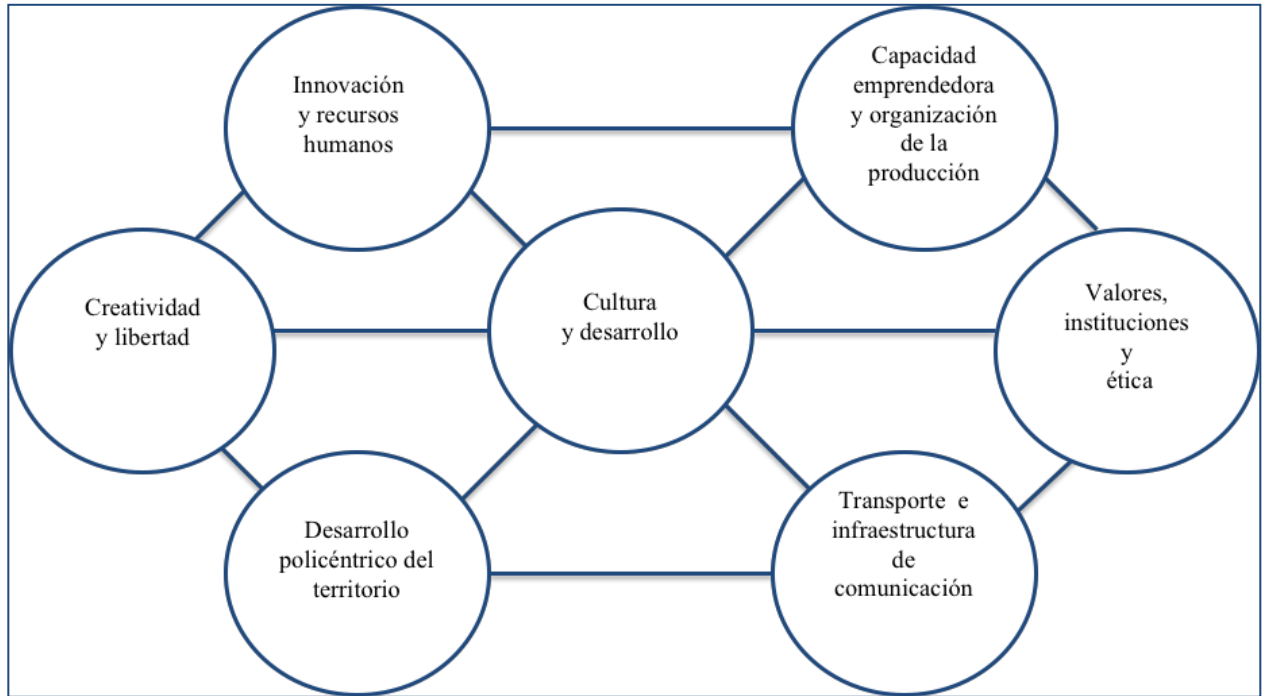 Innovación
y recursos
humanos
Capacidad
emprendedora
y organización
de la
producción
Creatividad
y libertad
Cultura
y desarrollo
Valores,
instituciones
y
ética
Desarrollo
policéntrico del
territorio
Transporte e
infraestructura
de
comunicación